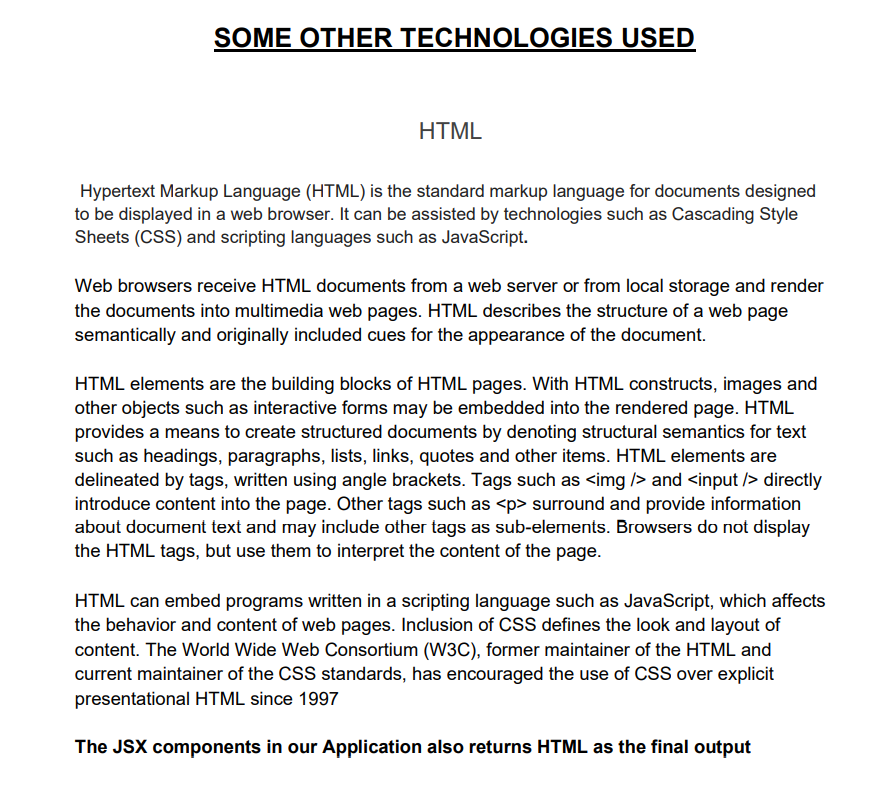 SOME OTHER TECHNOLOGIES USED
HTML
Hypertext Markup Language (HTML) is the standard markup language for documents designed
to be displayed in a web browser. It can be assisted by technologies such as Cascading Style
Sheets (CSS) and scripting languages such as JavaScript.
Web browsers receive HTML documents from a web server or from local storage and render
the documents into multimedia web pages. HTML describes the structure of a web page
semantically and originally included cues for the appearance of the document.
HTML elements are the building blocks of HTML pages. With HTML constructs, images and
other objects such as interactive forms may be embedded into the rendered page. HTML
provides a means to create structured documents by denoting structural semantics for text
such as headings, paragraphs, lists, links, quotes and other items. HTML elements are
delineated by tags, written using angle brackets. Tags such as <img /> and <input /> directly
introduce content into the page. Other tags such as <p> surround and provide information
about document text and may include other tags as sub-elements. Browsers do not display
the HTML tags, but use them to interpret the content of the page.
HTML can embed programs written in a scripting language such as JavaScript, which affects
the behavior and content of web pages. Inclusion of CSS defines the look and layout of
content. The World Wide Web Consortium (W3C), former maintainer of the HTML and
current maintainer of the CSS standards, has encouraged the use of CSS over explicit
presentational HTML since 1997
The JSX components in our Application also returns HTML as the final output